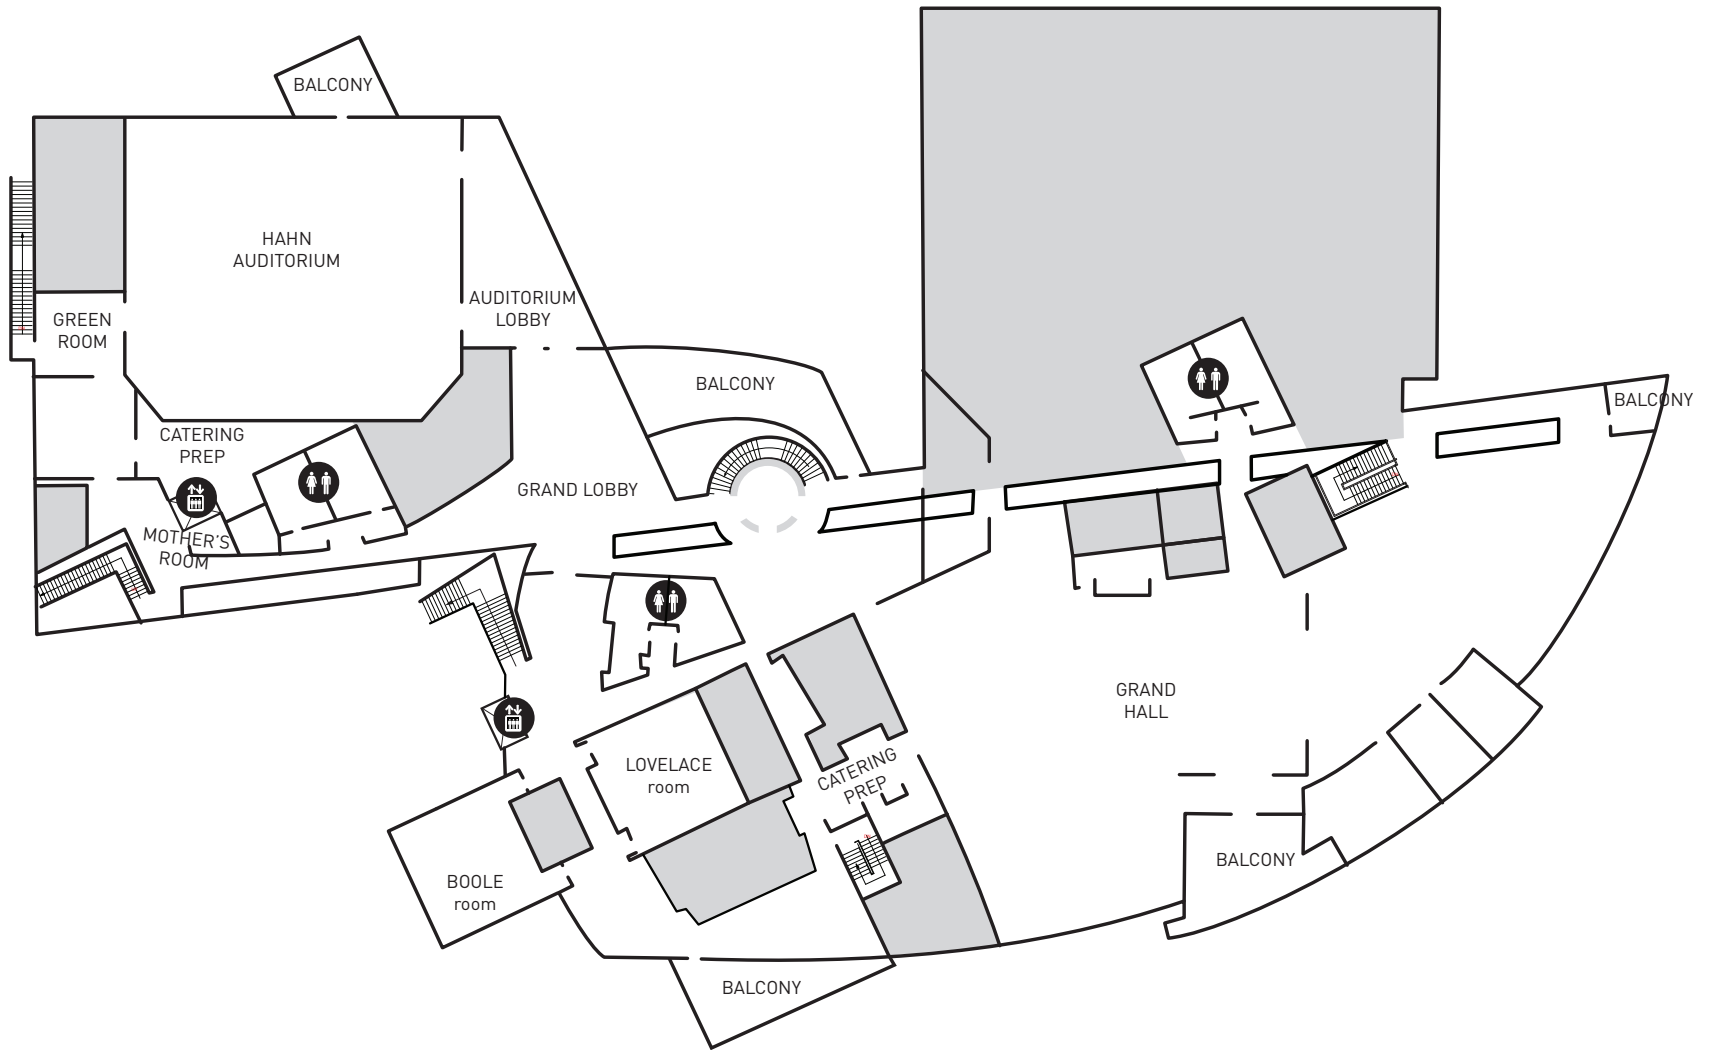 BALCONY
HAHN
AUDITORIUM
GREEN
ROOM
AUDITORIUM
LOBBY
BALCONY
BALCONY
CATERING
PREP
GRAND LOBBY
MOTHER'S
ROOM
GRAND
HALL
LOVELACE
room
CATERING
PREP
BOOLE
room
BALCONY
BALCONY